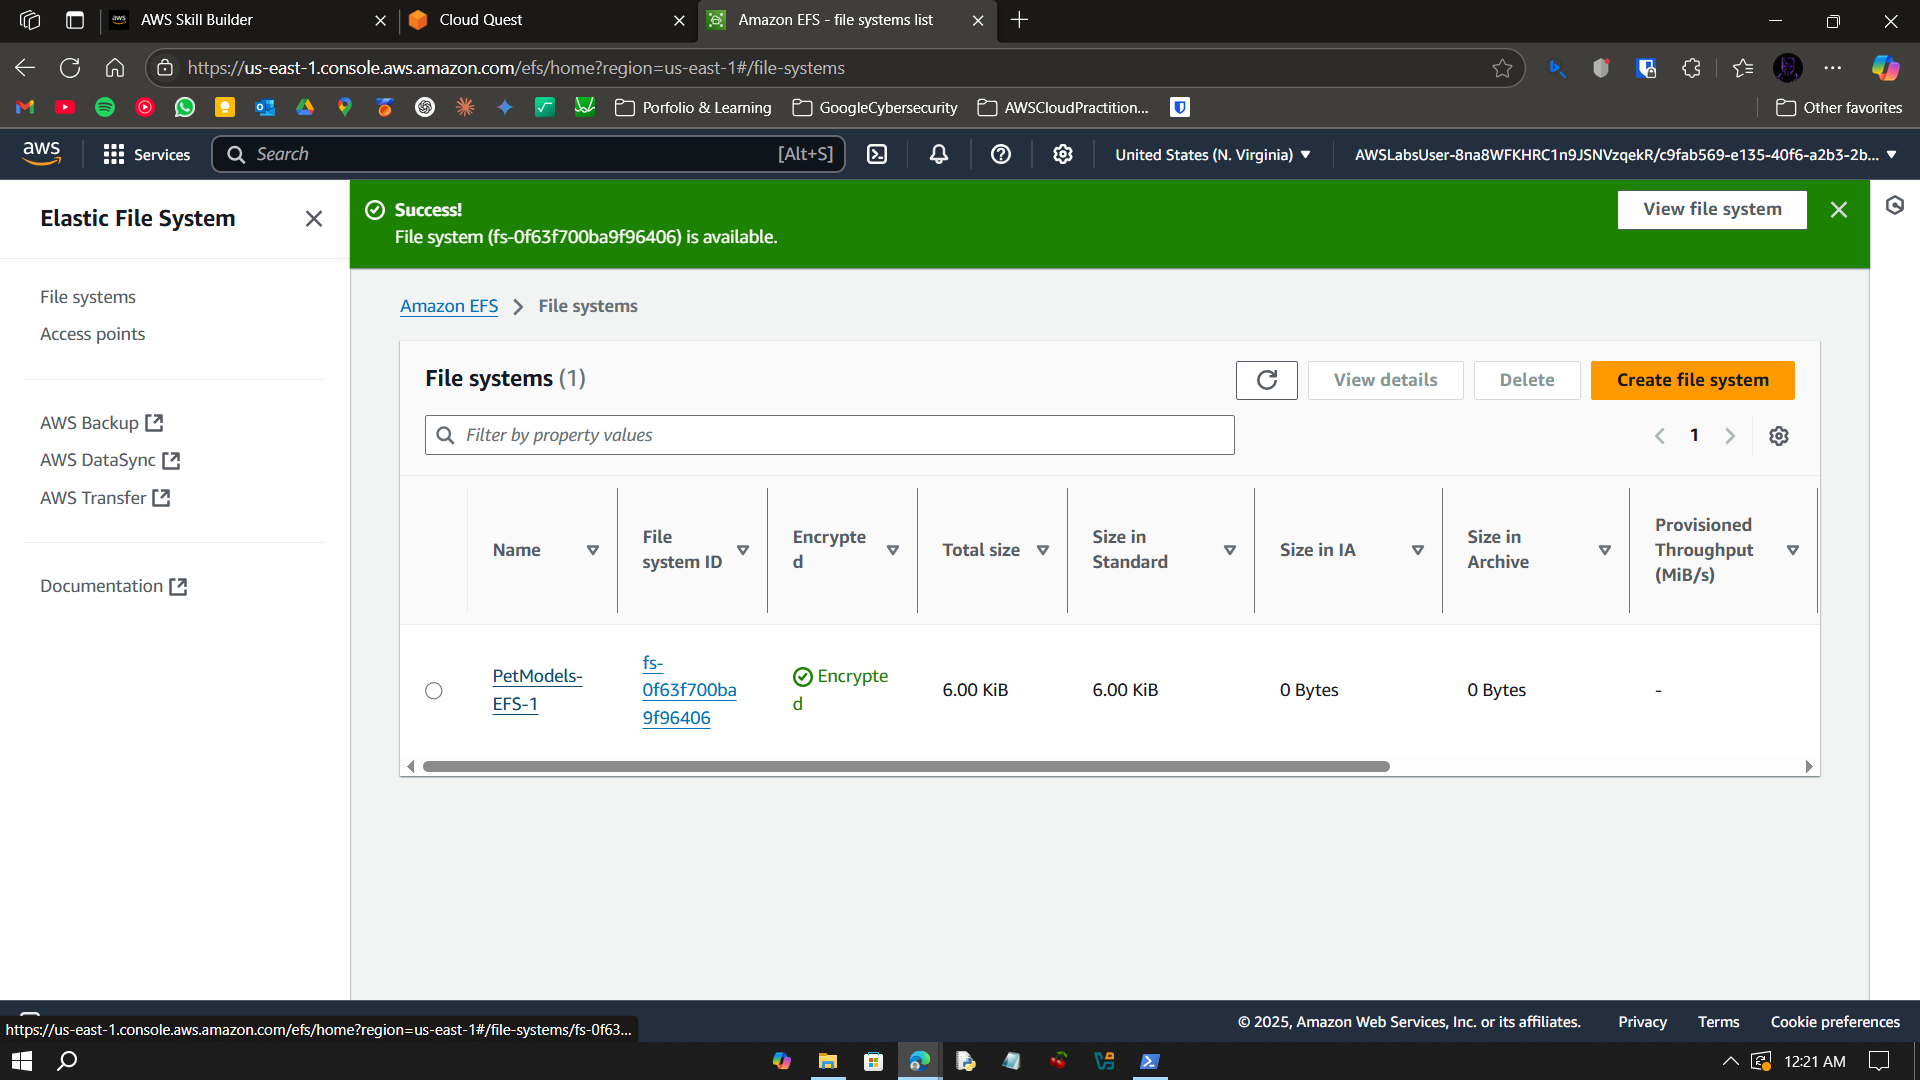 AWS Skill Builder
Cloud Quest
Amazon EFS - file systems list
https://us-east-1.console.aws.amazon.com/efs/home?region=us-east-1#/file-systems
Porfolio & Learning
GoogleCybersecurity
AWSCloudPractition...
Other favorites
aws
Services
Search
[Alt+S]
United States (N. Virginia)
AWSLabsUser-8na8WFKHRC1n9JSNVzqekR/c9fab569-e135-40f6-a2b3-2b...
Elastic File System
File systems
Access points
AWS Backup
AWS DataSync
AWS Transfer
Documentation
Success!
File system (fs-0f63f700ba9f96406) is available.
View file system
Amazon EFS
File systems
File systems (1)
View details
Delete
Create file system
Filter by property values
1
Name
File
system ID
Encrypte
d
Total size
Size in
Standard
Size in IA
Size in
Archive
Provisioned
Throughput
(MiB/s)
PetModels-
EFS-1
fs-
0f63f700ba
9f96406
Encrypte
d
6.00 KiB
6.00 KiB
0 Bytes
0 Bytes
-
https://us-east-1.console.aws.amazon.com/efs/home?region=us-east-1#/file-systems/fs-0f63...
© 2025, Amazon Web Services, Inc. or its affiliates.
Privacy
Terms
Cookie preferences
12:21 AM